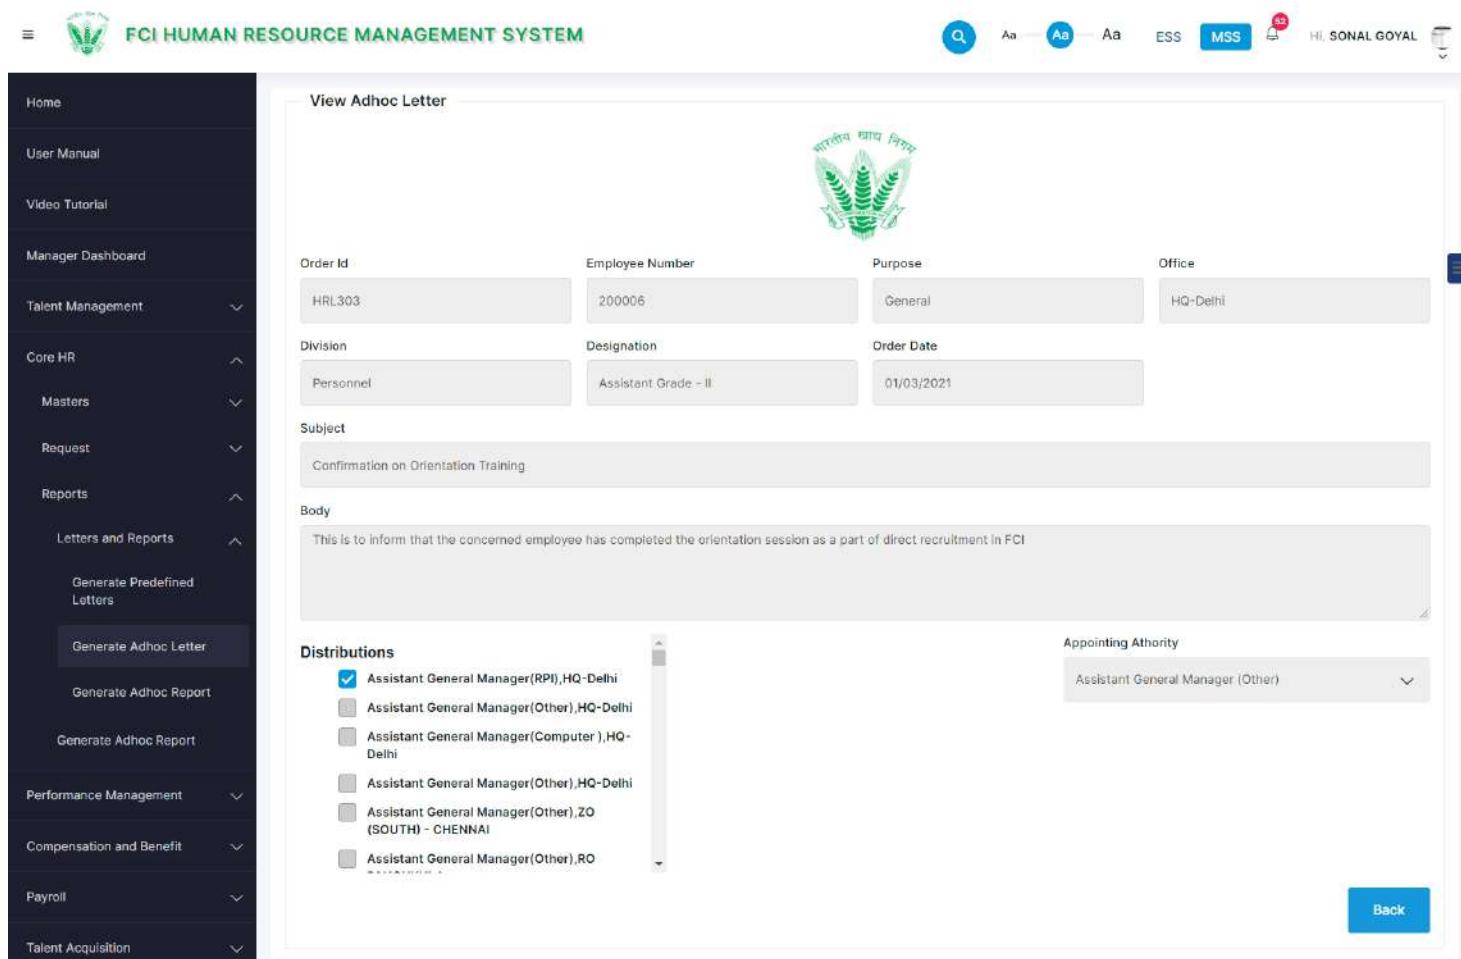 FCI HUMAN RESOURCE MANAGEMENT SYSTEM
Aa Aa Aa ESS MSS 52 Hi, SONAL GOYAL
Home
User Manual
Video Tutorial
Manager Dashboard
Talent Management
Core HR
Masters
Request
Reports
Letters and Reports
Generate Predefined
Letters
Generate Adhoc Letter
Generate Adhoc Report
Generate Adhoc Report
Performance Management
Compensation and Benefit
Payroll
Talent Acquisition
View Adhoc Letter
भारतीय खाद्य निगम
Order Id Employee Number Purpose Office
HRL303 200006 General HQ-Delhi
Division Designation Order Date
Personnel Assistant Grade - II 01/03/2021
Subject
Confirmation on Orientation Training
Body
This is to inform that the concerned employee has completed the orientation session as a part of direct recruitment in FCI
Distributions
Assistant General Manager(RPI),HQ-Delhi
Assistant General Manager(Other),HQ-Delhi
Assistant General Manager(Computer ),HQ-
Delhi
Assistant General Manager(Other),HQ-Delhi
Assistant General Manager(Other),ZO
(SOUTH) - CHENNAI
Assistant General Manager(Other),RO
Appointing Athority
Assistant General Manager (Other)
Back